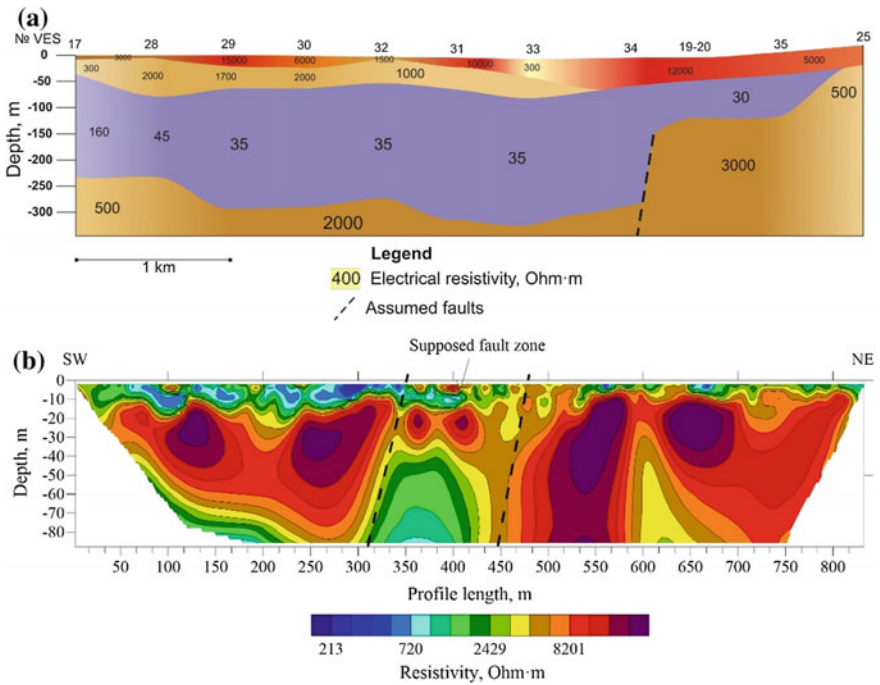 (a)
№ VES 17 28 29 30 32 31 33 34 19-20 35 25
0 3000 15000 6000 1500 10000 300 12000 5000
-50 300 2000 1700 2000 1000 500
-100 30
-150 160 45 35 35 35
-200 3000
-250 500
-300 2000
Depth, m
1 km
Legend
400 Electrical resistivity, Ohm·m
Assumed faults
(b) SW Supposed fault zone NE
0
-10
-20
-30
-40
-50
-60
-70
-80
Depth, m
50 100 150 200 250 300 350 400 450 500 550 600 650 700 750 800
Profile length, m
213 720 2429 8201
Resistivity, Ohm·m